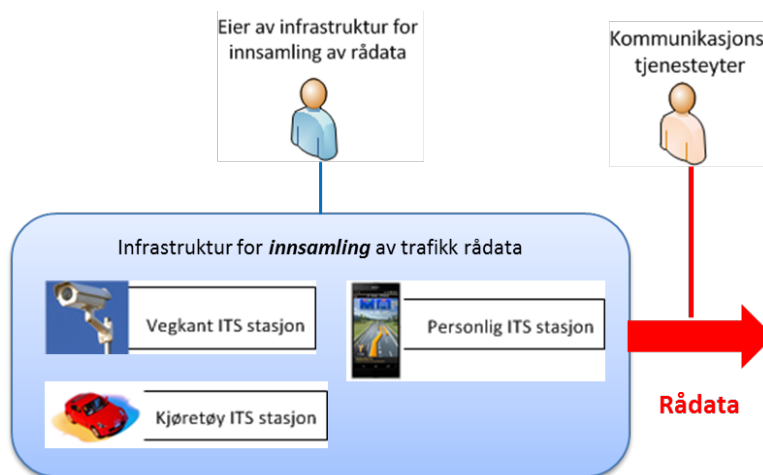 Eier av infrastruktur for
innsamling av rådata
Kommunikasjons
tjenesteyter
Infrastruktur for innsamling av trafikk rådata
Vegkant ITS stasjon
Personlig ITS stasjon
Kjøretøy ITS stasjon
Rådata